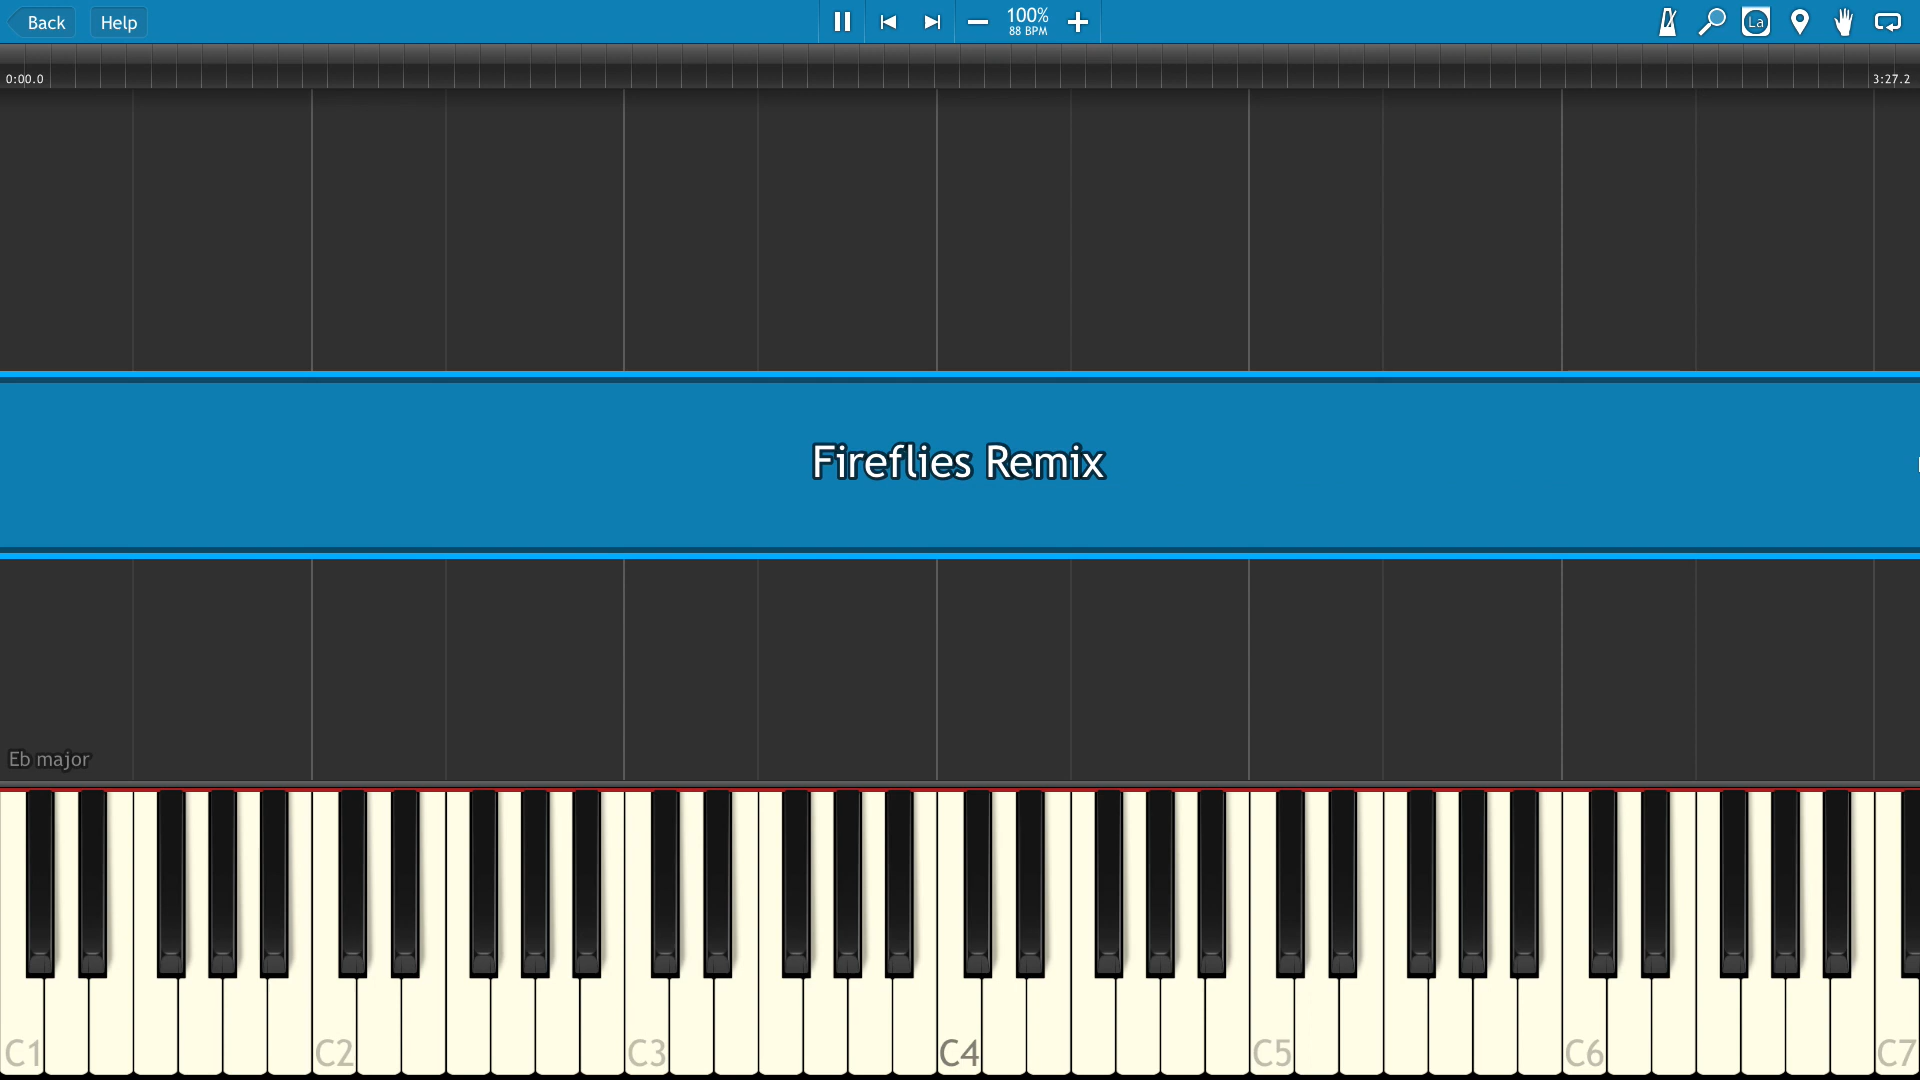 Back
Help
100%
88 BPM
La
0:00.0
3:27.2
Fireflies Remix
Eb major
C1
C2
C3
C4
C5
C6
C7